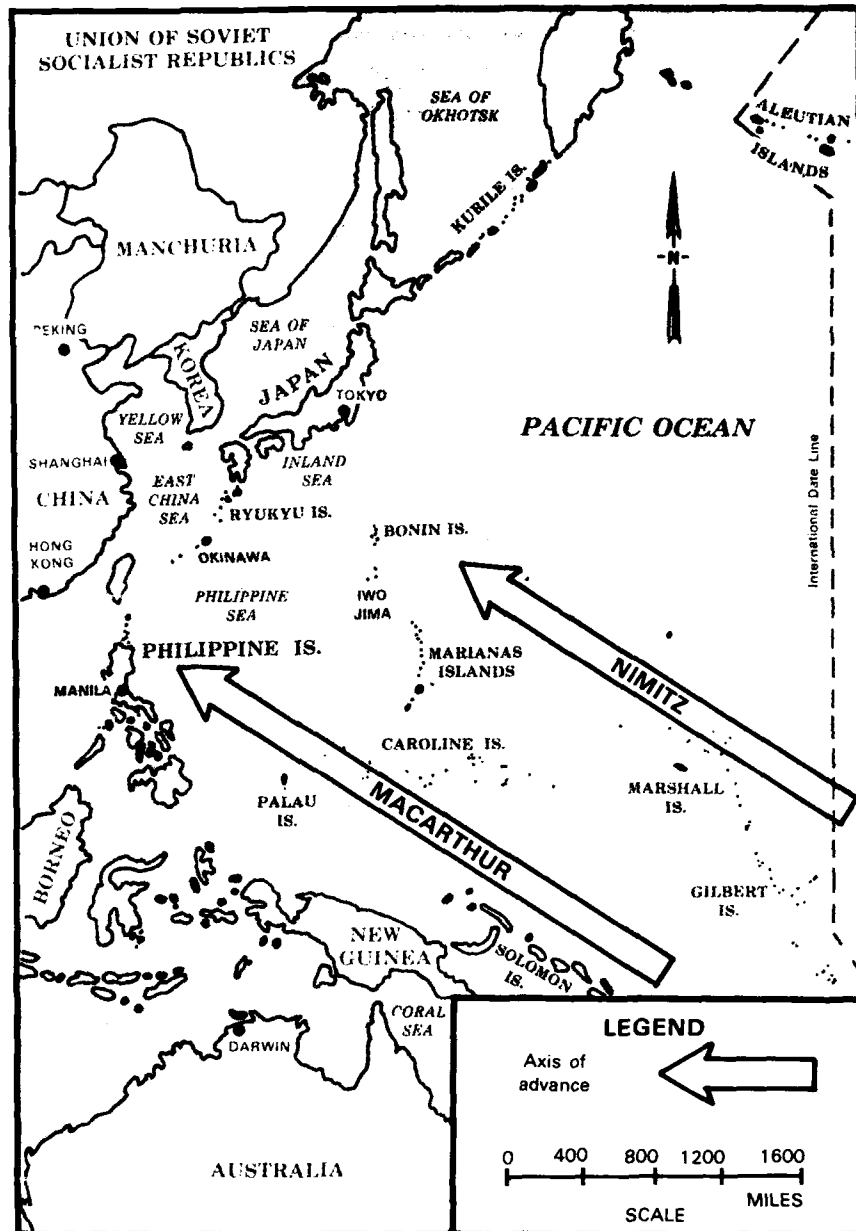 UNION OF SOVIET
SOCIALIST REPUBLICS
SEA OF
OKHOTSK
ALEUTIAN
ISLANDS
KURILE IS.
MANCHURIA
-N-
PEKING
SEA OF
JAPAN
KOREA
JAPAN
TOKYO
YELLOW
SEA
PACIFIC OCEAN
SHANGHAI
INLAND
SEA
CHINA
EAST
CHINA
SEA
RYUKYU IS.
International Date Line
BONIN IS.
HONG
KONG
OKINAWA
IWO
JIMA
PHILIPPINE
SEA
PHILIPPINE IS.
MARIANAS
ISLANDS
NIMITZ
MANILA
CAROLINE IS.
PALAU
IS.
MACARTHUR
MARSHALL
IS.
BORNEO
GILBERT
IS.
NEW
GUINEA
SOLOMON
IS.
CORAL
SEA
DARWIN
AUSTRALIA
LEGEND
Axis of
advance
0 400 800 1200 1600
SCALE MILES